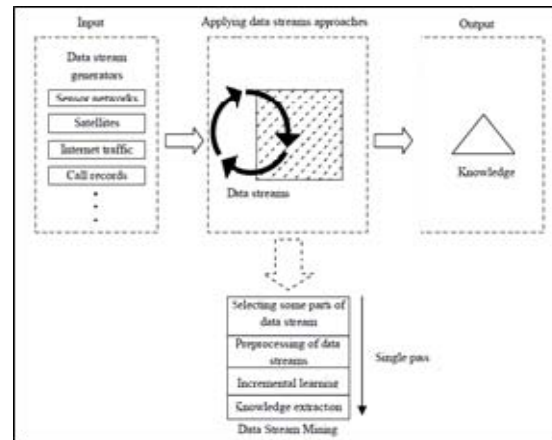 Input
Applying data streams approaches
Output
Data stream
generators
Sensor networks
Satellites
Internet traffic
Call records
Data streams
Knowledge
Selecting some parts of
data stream
Preprocessing of data
streams
Incremental learning
Knowledge extraction
Single pass
Data Stream Mining